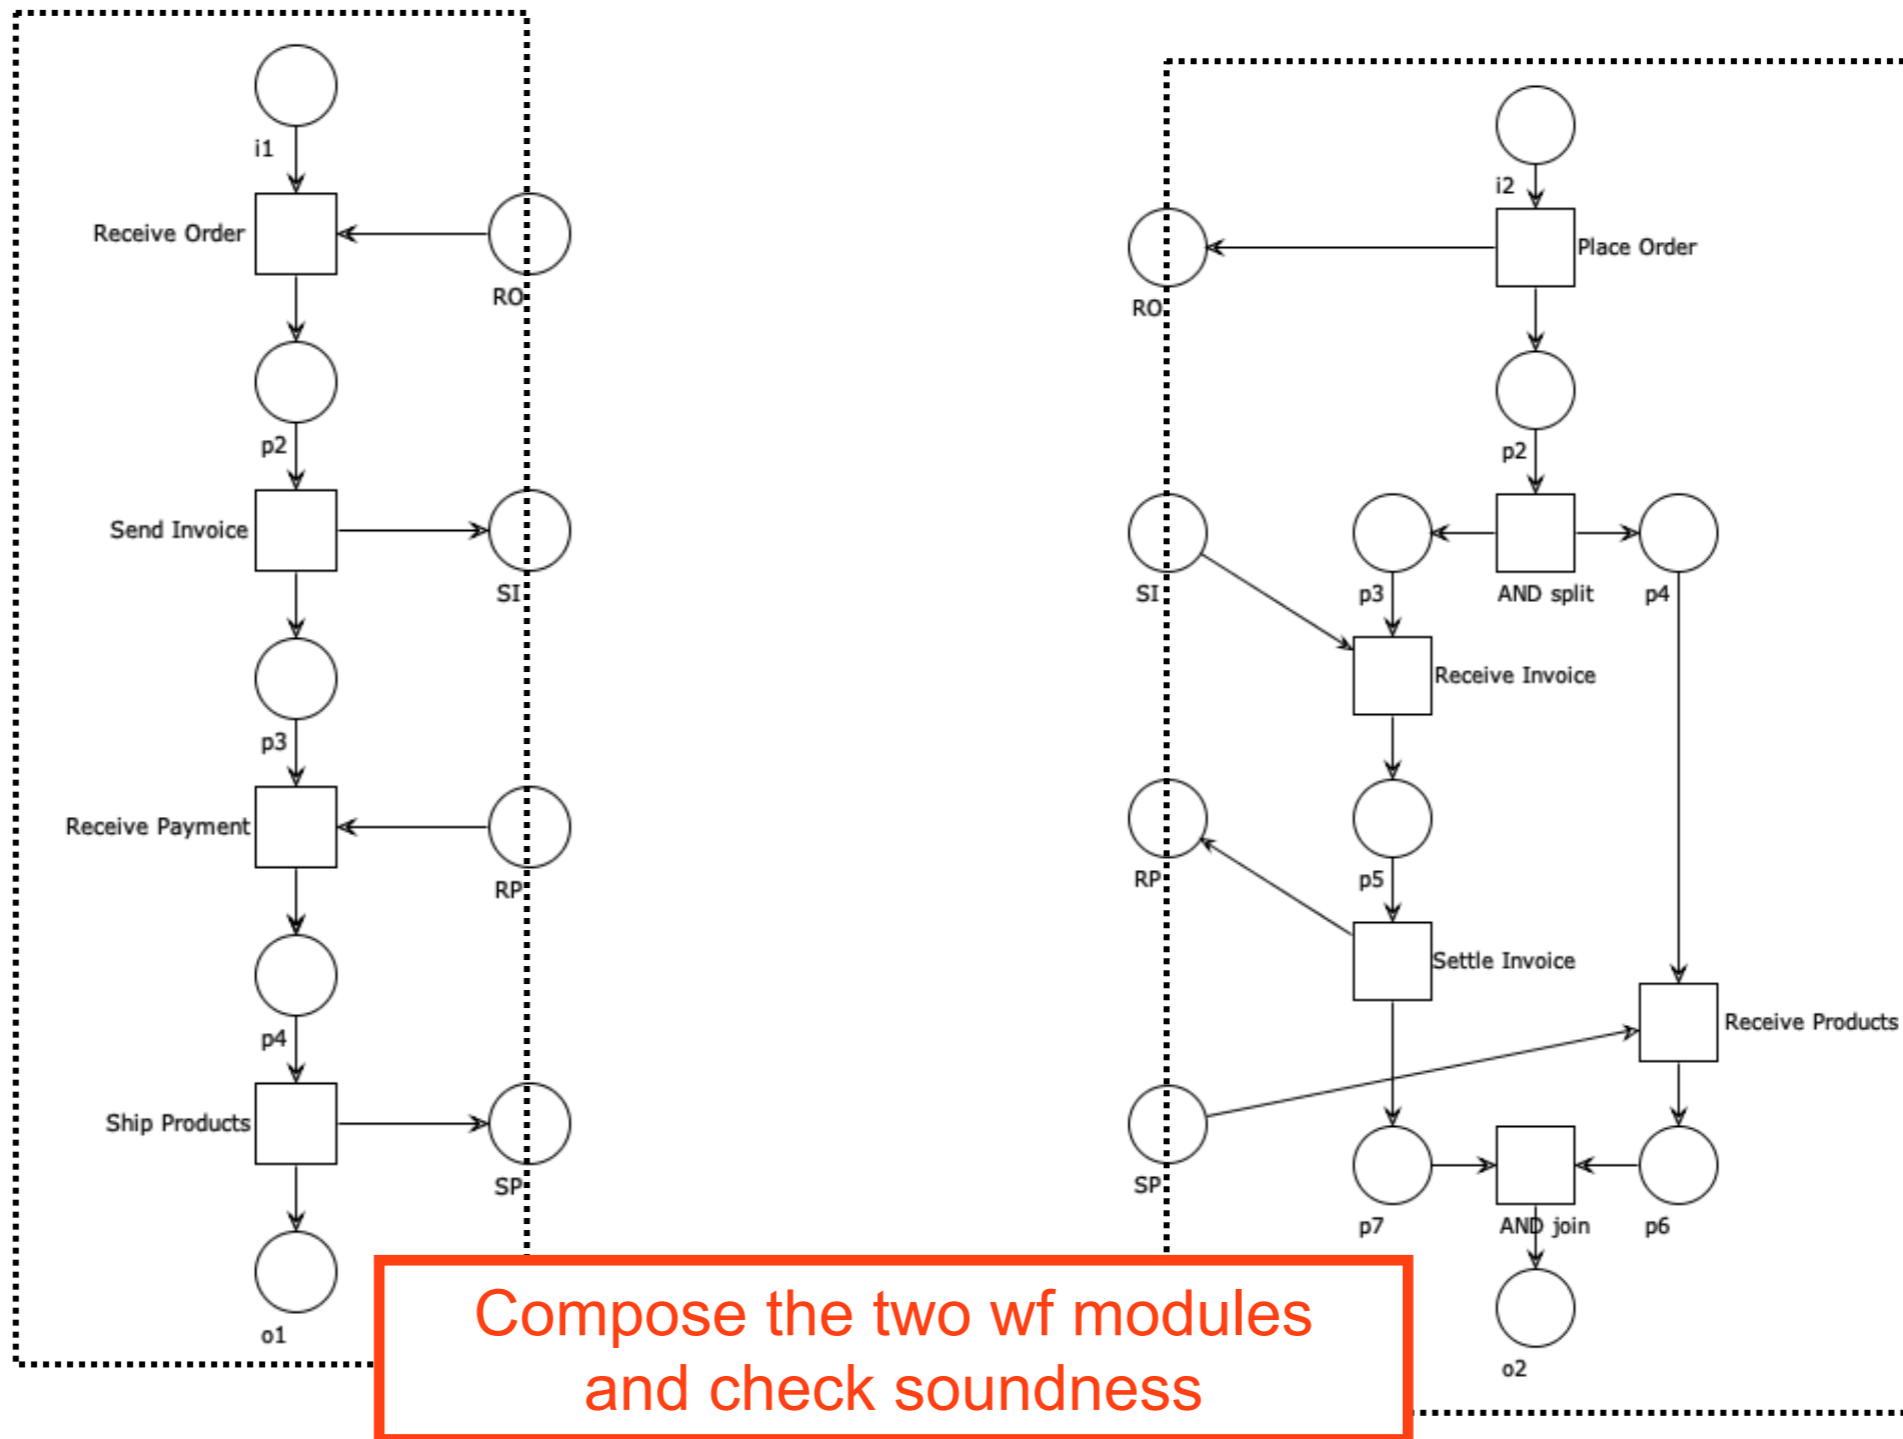 i1
Receive Order
RO
p2
Send Invoice
SI
p3
Receive Payment
RP
p4
Ship Products
SP
o1
i2
Place Order
RO
p2
SI
p3
AND split
p4
Receive Invoice
RP
p5
Settle Invoice
Receive Products
SP
p7
AND join
p6
o2
Compose the two wf modules
and check soundness